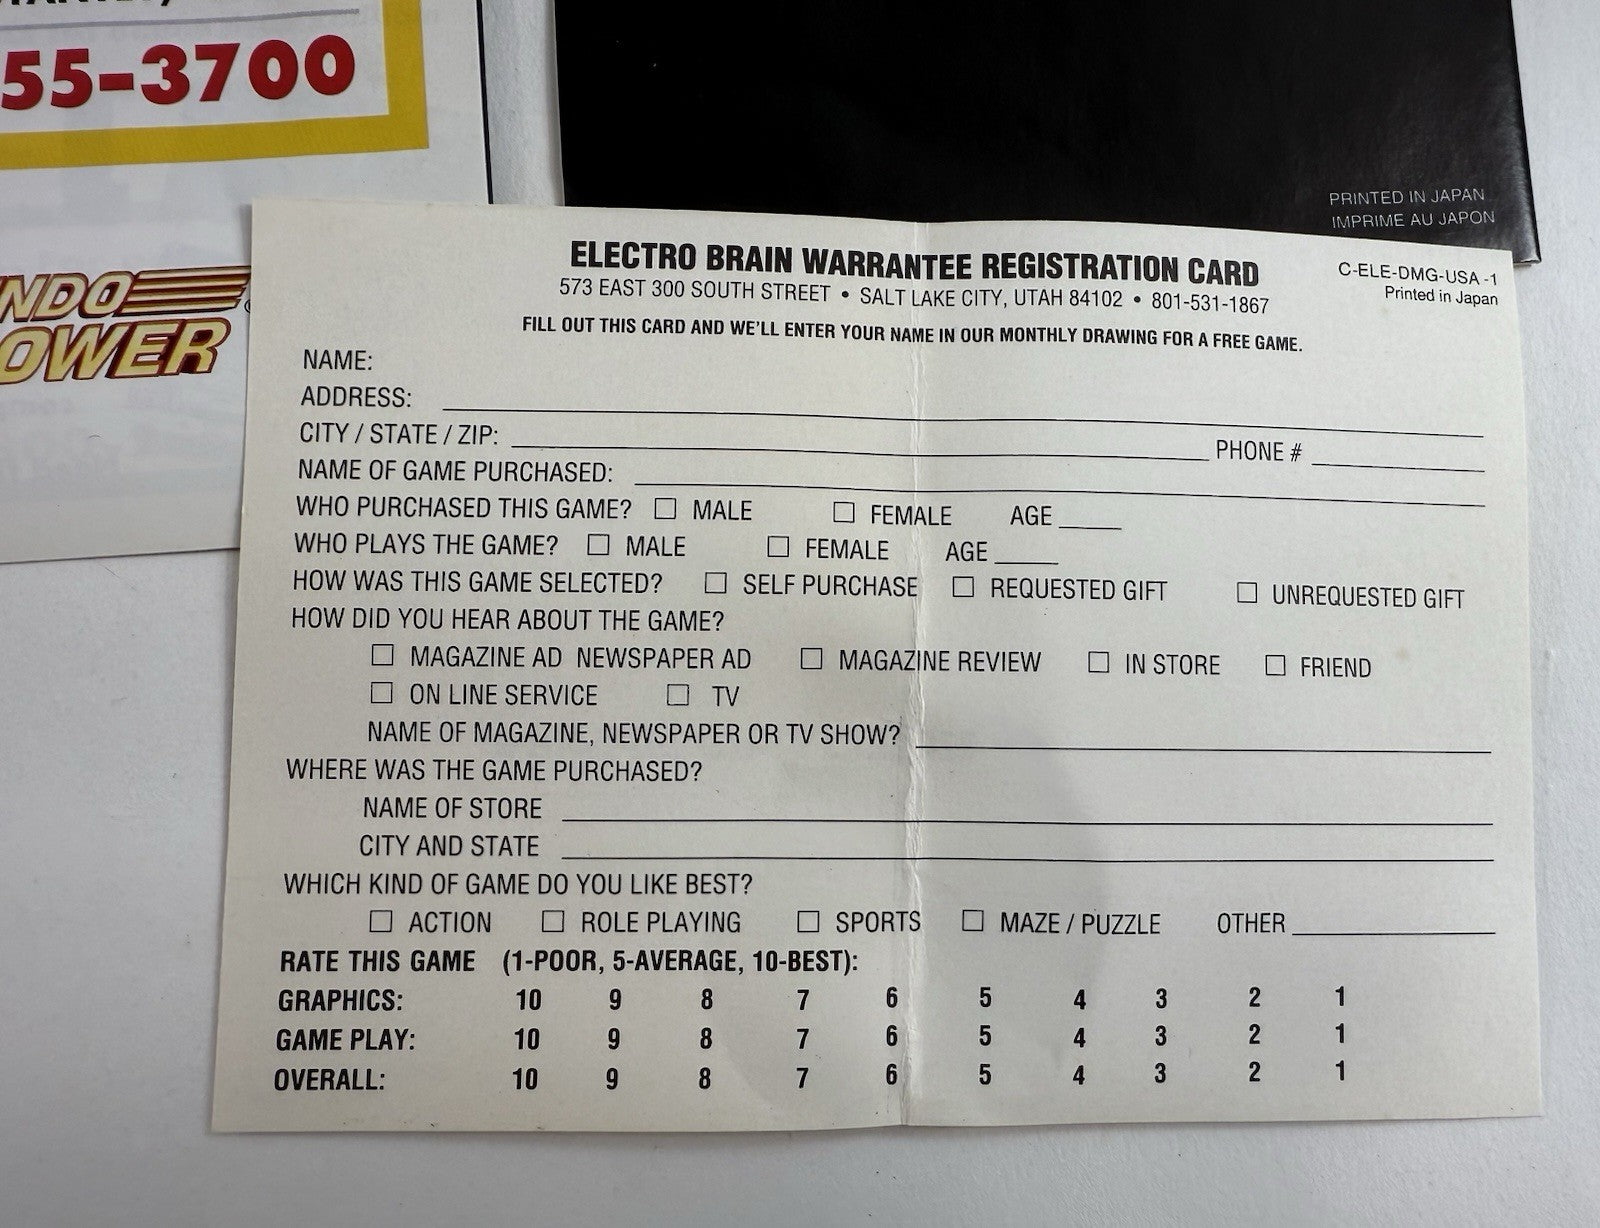 55-3700
PRINTED IN JAPAN
IMPRIME AU JAPON
NDO
OWER
ELECTRO BRAIN WARRANTEE REGISTRATION CARD
573 EAST 300 SOUTH STREET • SALT LAKE CITY, UTAH 84102 • 801-531-1867
C-ELE-DMG-USA -1
Printed in Japan
FILL OUT THIS CARD AND WE'LL ENTER YOUR NAME IN OUR MONTHLY DRAWING FOR A FREE GAME.
NAME:
ADDRESS:
CITY / STATE / ZIP: PHONE #
NAME OF GAME PURCHASED:
WHO PURCHASED THIS GAME? MALE FEMALE AGE
WHO PLAYS THE GAME? MALE FEMALE AGE
HOW WAS THIS GAME SELECTED? SELF PURCHASE REQUESTED GIFT UNREQUESTED GIFT
HOW DID YOU HEAR ABOUT THE GAME?
MAGAZINE AD NEWSPAPER AD MAGAZINE REVIEW IN STORE FRIEND
ON LINE SERVICE TV
NAME OF MAGAZINE, NEWSPAPER OR TV SHOW?
WHERE WAS THE GAME PURCHASED?
NAME OF STORE
CITY AND STATE
WHICH KIND OF GAME DO YOU LIKE BEST?
ACTION ROLE PLAYING SPORTS MAZE / PUZZLE OTHER
RATE THIS GAME (1-POOR, 5-AVERAGE, 10-BEST):
GRAPHICS: 10 9 8 7 6 5 4 3 2 1
GAME PLAY: 10 9 8 7 6 5 4 3 2 1
OVERALL: 10 9 8 7 6 5 4 3 2 1